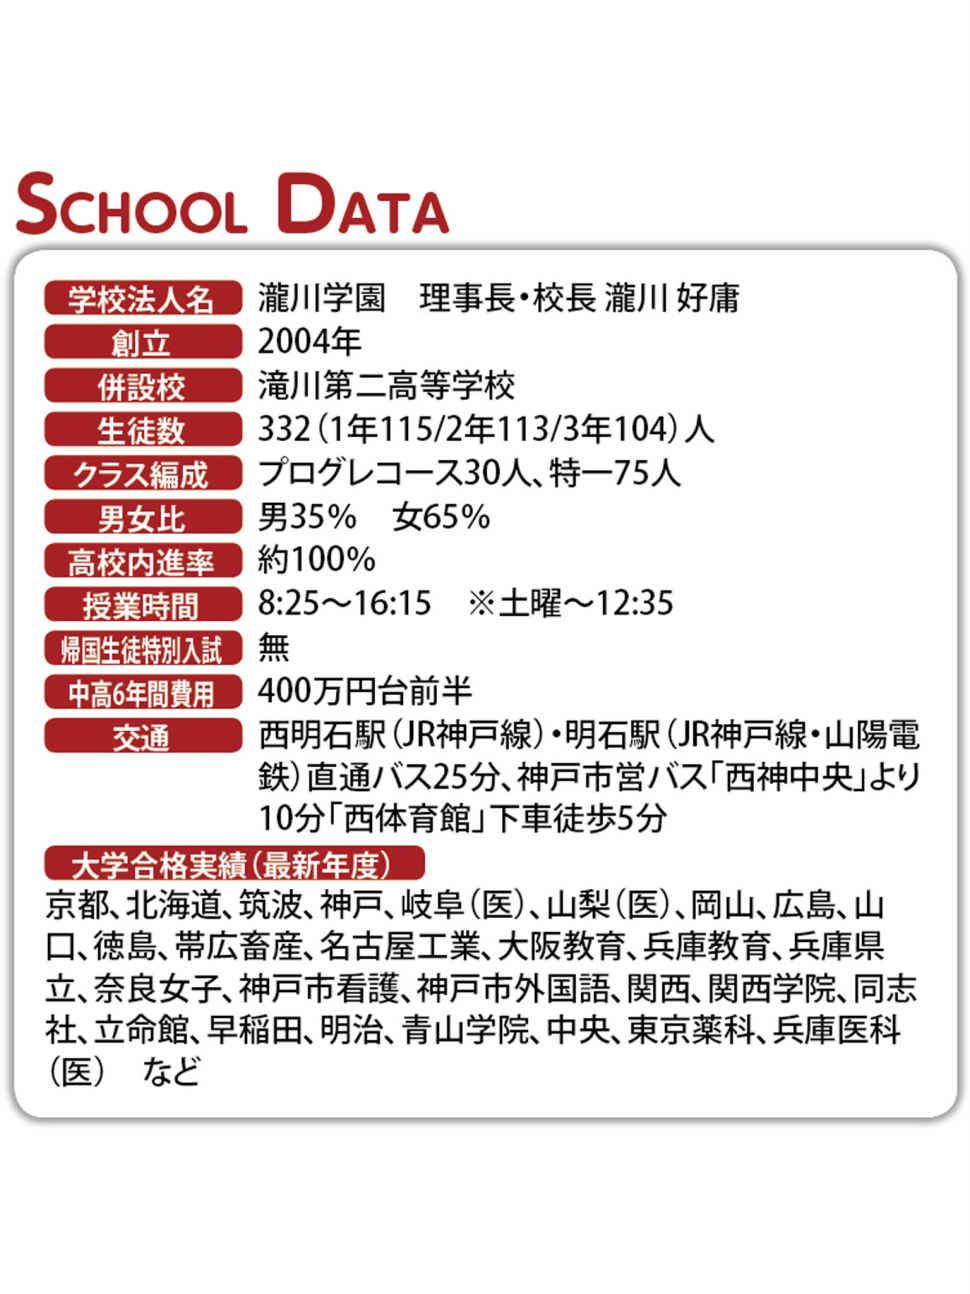 SCHOOL DATA
学校法人名 瀧川学園　理事長・校長 瀧川 好庸
創立 2004年
併設校 滝川第二高等学校
生徒数 332（1年115/2年113/3年104）人
クラス編成 プログレコース30人、特一75人
男女比 男35%　女65%
高校内進率 約100%
授業時間 8:25〜16:15　※土曜〜12:35
帰国生徒特別入試 無
中高6年間費用 400万円台前半
交通 西明石駅（JR神戸線）・明石駅（JR神戸線・山陽電
鉄）直通バス25分、神戸市営バス「西神中央」より
10分「西体育館」下車徒歩5分
大学合格実績（最新年度）
京都、北海道、筑波、神戸、岐阜（医）、山梨（医）、岡山、広島、山
口、徳島、帯広畜産、名古屋工業、大阪教育、兵庫教育、兵庫県
立、奈良女子、神戸市看護、神戸市外国語、関西、関西学院、同志
社、立命館、早稲田、明治、青山学院、中央、東京薬科、兵庫医科
（医）　など